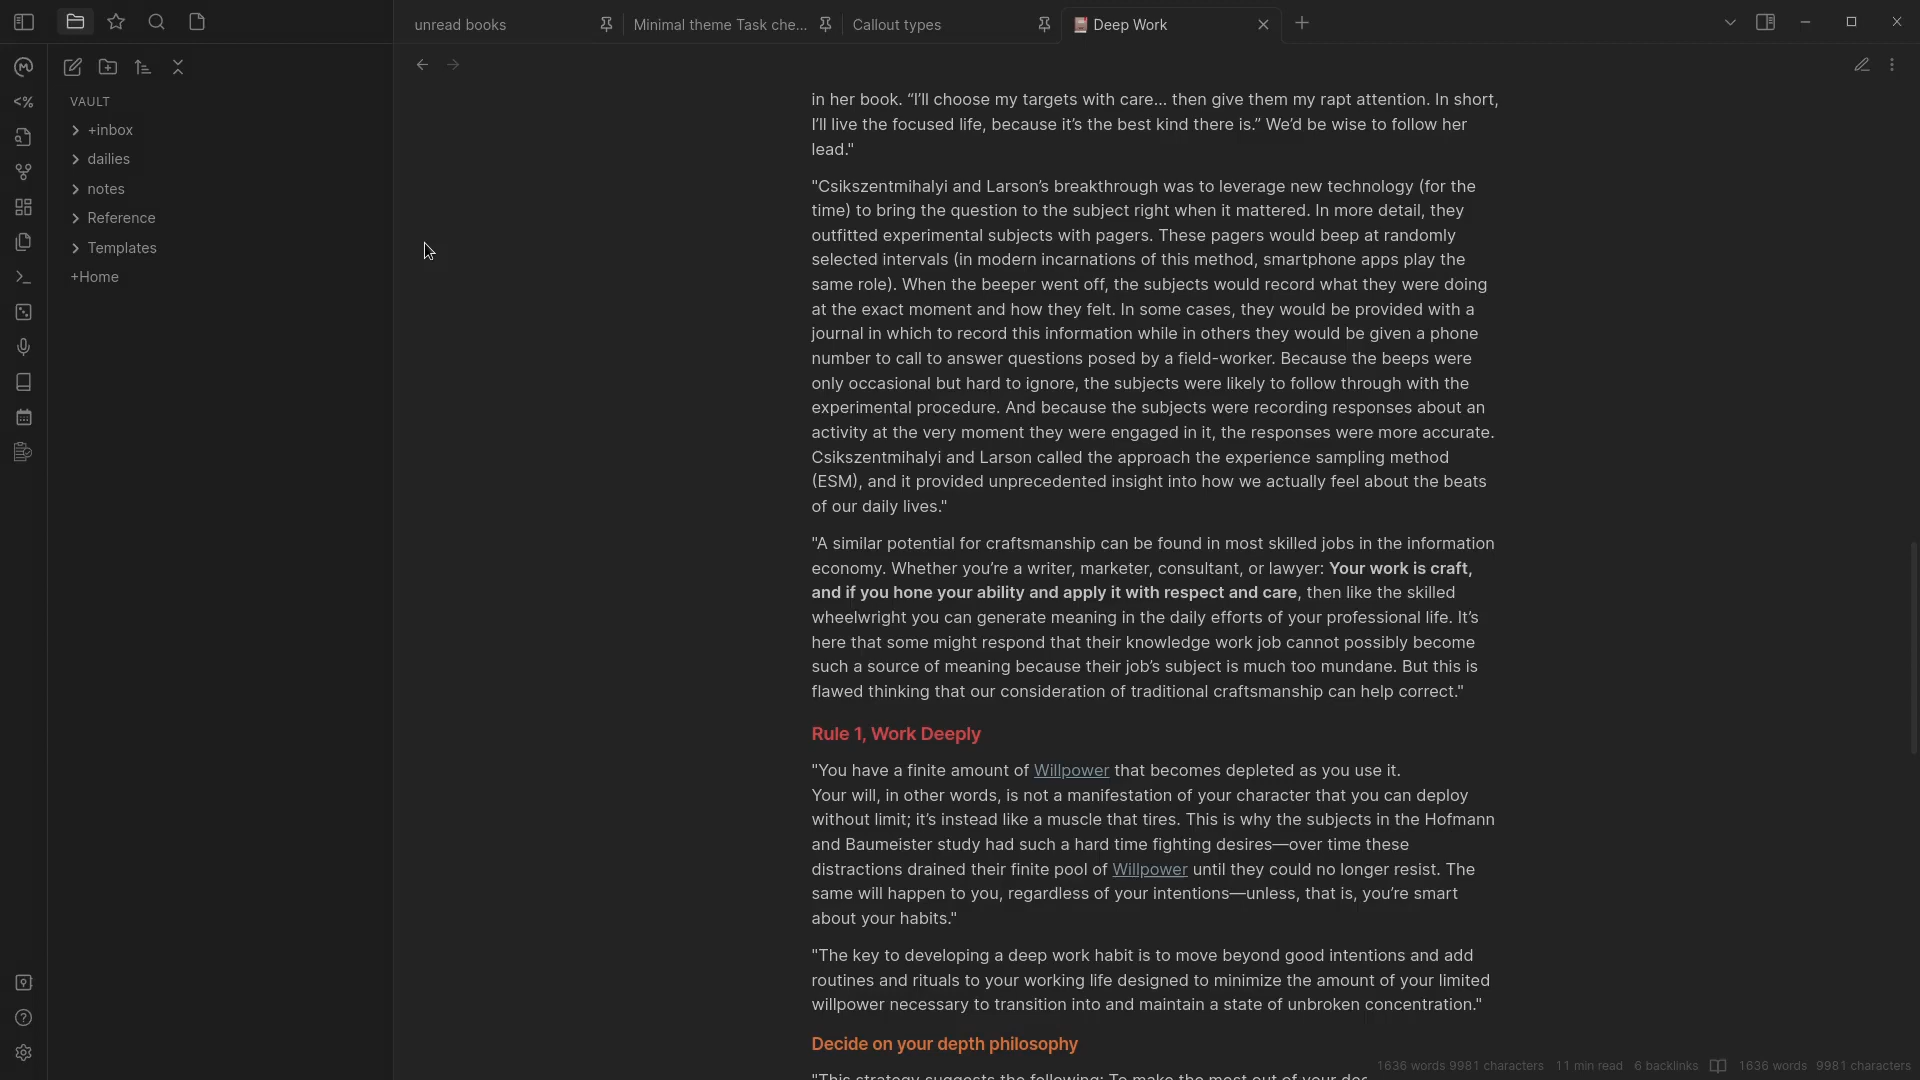 unread books
Minimal theme Task che...
Callout types
Deep Work
VAULT
+inbox
dailies
notes
Reference
Templates
+Home
in her book. “I’ll choose my targets with care… then give them my rapt attention. In short,
I’ll live the focused life, because it’s the best kind there is.” We’d be wise to follow her
lead."
"Csikszentmihalyi and Larson’s breakthrough was to leverage new technology (for the
time) to bring the question to the subject right when it mattered. In more detail, they
outfitted experimental subjects with pagers. These pagers would beep at randomly
selected intervals (in modern incarnations of this method, smartphone apps play the
same role). When the beeper went off, the subjects would record what they were doing
at the exact moment and how they felt. In some cases, they would be provided with a
journal in which to record this information while in others they would be given a phone
number to call to answer questions posed by a field-worker. Because the beeps were
only occasional but hard to ignore, the subjects were likely to follow through with the
experimental procedure. And because the subjects were recording responses about an
activity at the very moment they were engaged in it, the responses were more accurate.
Csikszentmihalyi and Larson called the approach the experience sampling method
(ESM), and it provided unprecedented insight into how we actually feel about the beats
of our daily lives."
"A similar potential for craftsmanship can be found in most skilled jobs in the information
economy. Whether you’re a writer, marketer, consultant, or lawyer: Your work is craft,
and if you hone your ability and apply it with respect and care, then like the skilled
wheelwright you can generate meaning in the daily efforts of your professional life. It’s
here that some might respond that their knowledge work job cannot possibly become
such a source of meaning because their job’s subject is much too mundane. But this is
flawed thinking that our consideration of traditional craftsmanship can help correct."
Rule 1, Work Deeply
"You have a finite amount of Willpower that becomes depleted as you use it.
Your will, in other words, is not a manifestation of your character that you can deploy
without limit; it’s instead like a muscle that tires. This is why the subjects in the Hofmann
and Baumeister study had such a hard time fighting desires—over time these
distractions drained their finite pool of Willpower until they could no longer resist. The
same will happen to you, regardless of your intentions—unless, that is, you’re smart
about your habits."
"The key to developing a deep work habit is to move beyond good intentions and add
routines and rituals to your working life designed to minimize the amount of your limited
willpower necessary to transition into and maintain a state of unbroken concentration."
Decide on your depth philosophy
"This strategy suggests the following: To make the most out of your
1636 words 9981 characters 11 min read 6 backlinks 1636 words 9981 characters